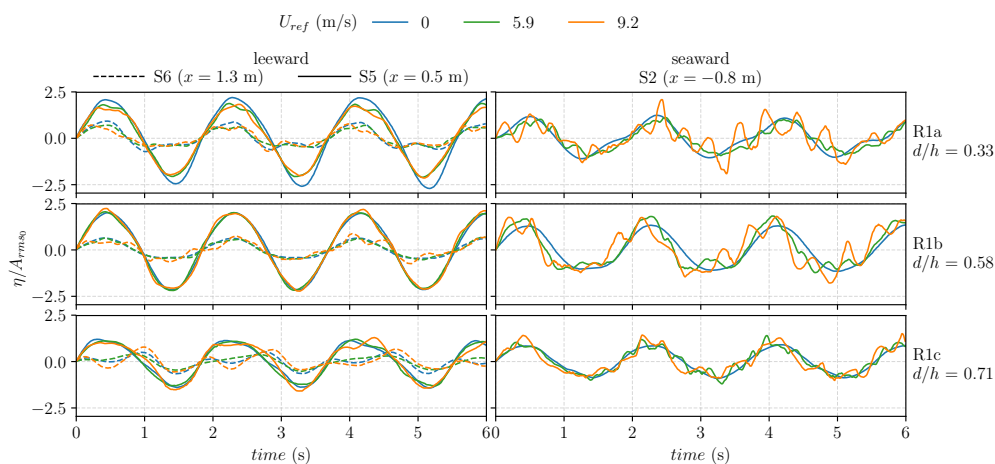 U_ref (m/s) 0 5.9 9.2
leeward seaward
S6 (x = 1.3 m) S5 (x = 0.5 m) S2 (x = −0.8 m)
2.5
0.0
−2.5
R1a
d/h = 0.33
2.5
0.0
−2.5
R1b
d/h = 0.58
η/A_rms₀
2.5
0.0
−2.5
R1c
d/h = 0.71
0 1 2 3 4 5 6 0 1 2 3 4 5 6
time (s) time (s)